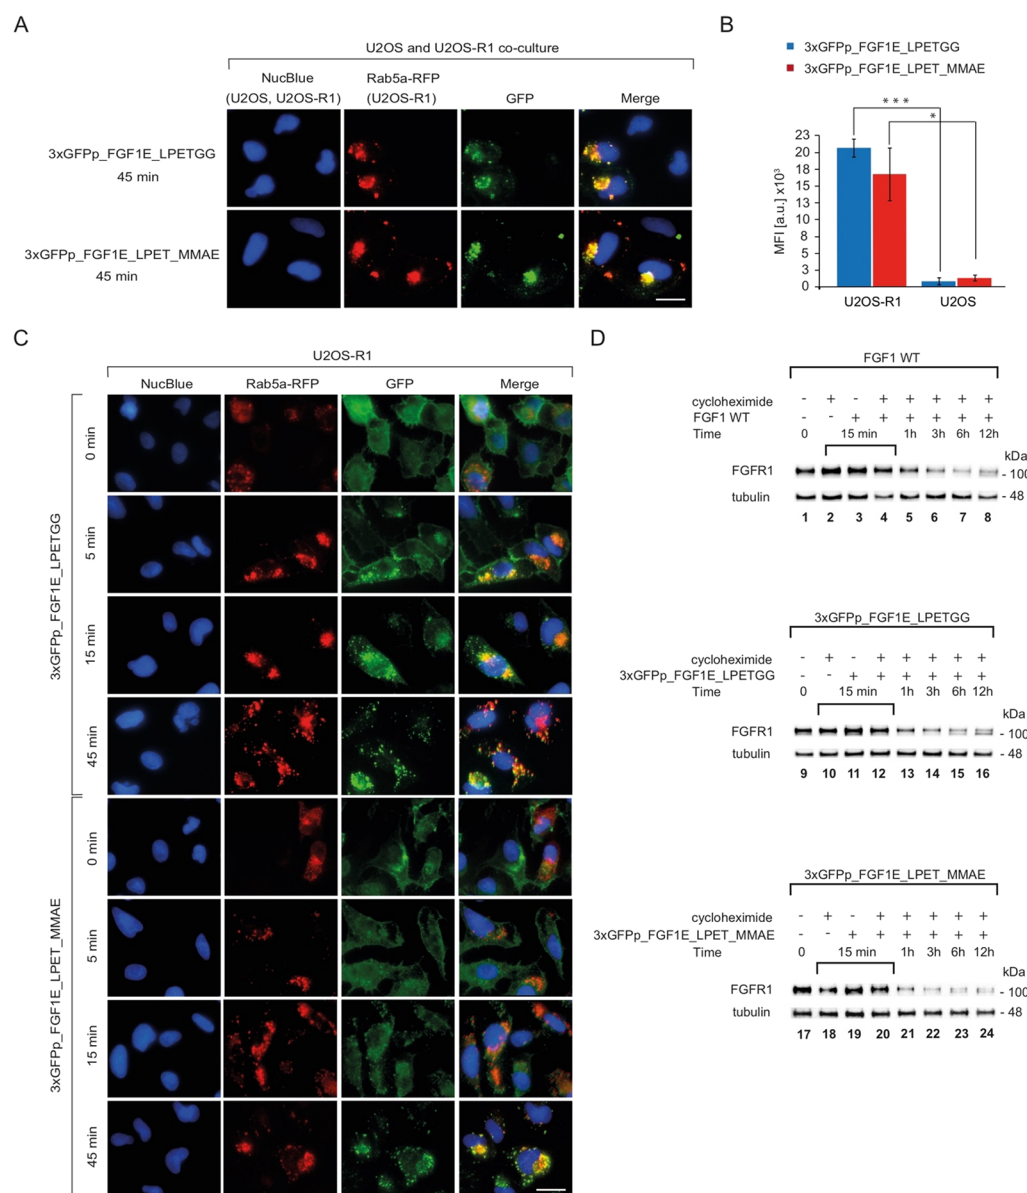 A
U2OS and U2OS-R1 co-culture
NucBlue
(U2OS, U2OS-R1)
Rab5a-RFP
(U2OS-R1)
GFP
Merge
3xGFPp_FGF1E_LPETGG
45 min
3xGFPp_FGF1E_LPET_MMAE
45 min
B
3xGFPp_FGF1E_LPETGG
3xGFPp_FGF1E_LPET_MMAE
* * *
*
MFI [a.u.] x10³
23
20
18
15
13
10
8
5
3
0
U2OS-R1 U2OS
C
U2OS-R1
NucBlue Rab5a-RFP GFP Merge
3xGFPp_FGF1E_LPETGG
0 min
5 min
15 min
45 min
3xGFPp_FGF1E_LPET_MMAE
0 min
5 min
15 min
45 min
D
FGF1 WT
cycloheximide - + - + + + + +
FGF1 WT - - + + + + + +
Time 0 15 min 1h 3h 6h 12h
kDa
FGFR1 - 100
tubulin - 48
1 2 3 4 5 6 7 8
3xGFPp_FGF1E_LPETGG
cycloheximide - + - + + + + +
3xGFPp_FGF1E_LPETGG - - + + + + + +
Time 0 15 min 1h 3h 6h 12h
kDa
FGFR1 - 100
tubulin - 48
9 10 11 12 13 14 15 16
3xGFPp_FGF1E_LPET_MMAE
cycloheximide - + - + + + + +
3xGFPp_FGF1E_LPET_MMAE - - + + + + + +
Time 0 15 min 1h 3h 6h 12h
kDa
FGFR1 - 100
tubulin - 48
17 18 19 20 21 22 23 24